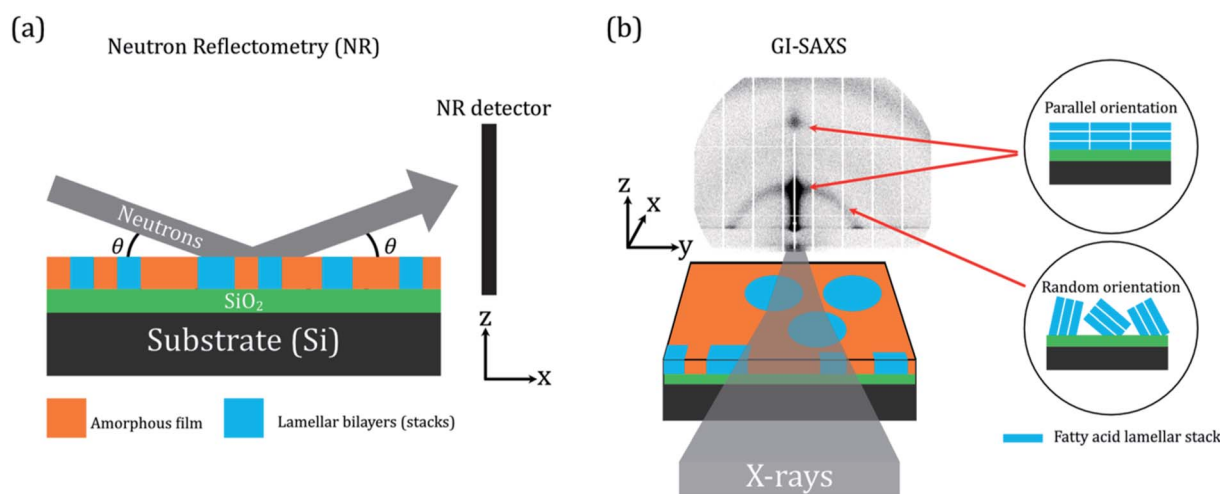 (a)
Neutron Reflectometry (NR)
NR detector
Neutrons
θ
θ
SiO₂
Substrate (Si)
z
x
Amorphous film
Lamellar bilayers (stacks)
(b)
GI-SAXS
Parallel orientation
z
x
y
Random orientation
Fatty acid lamellar stack
X-rays